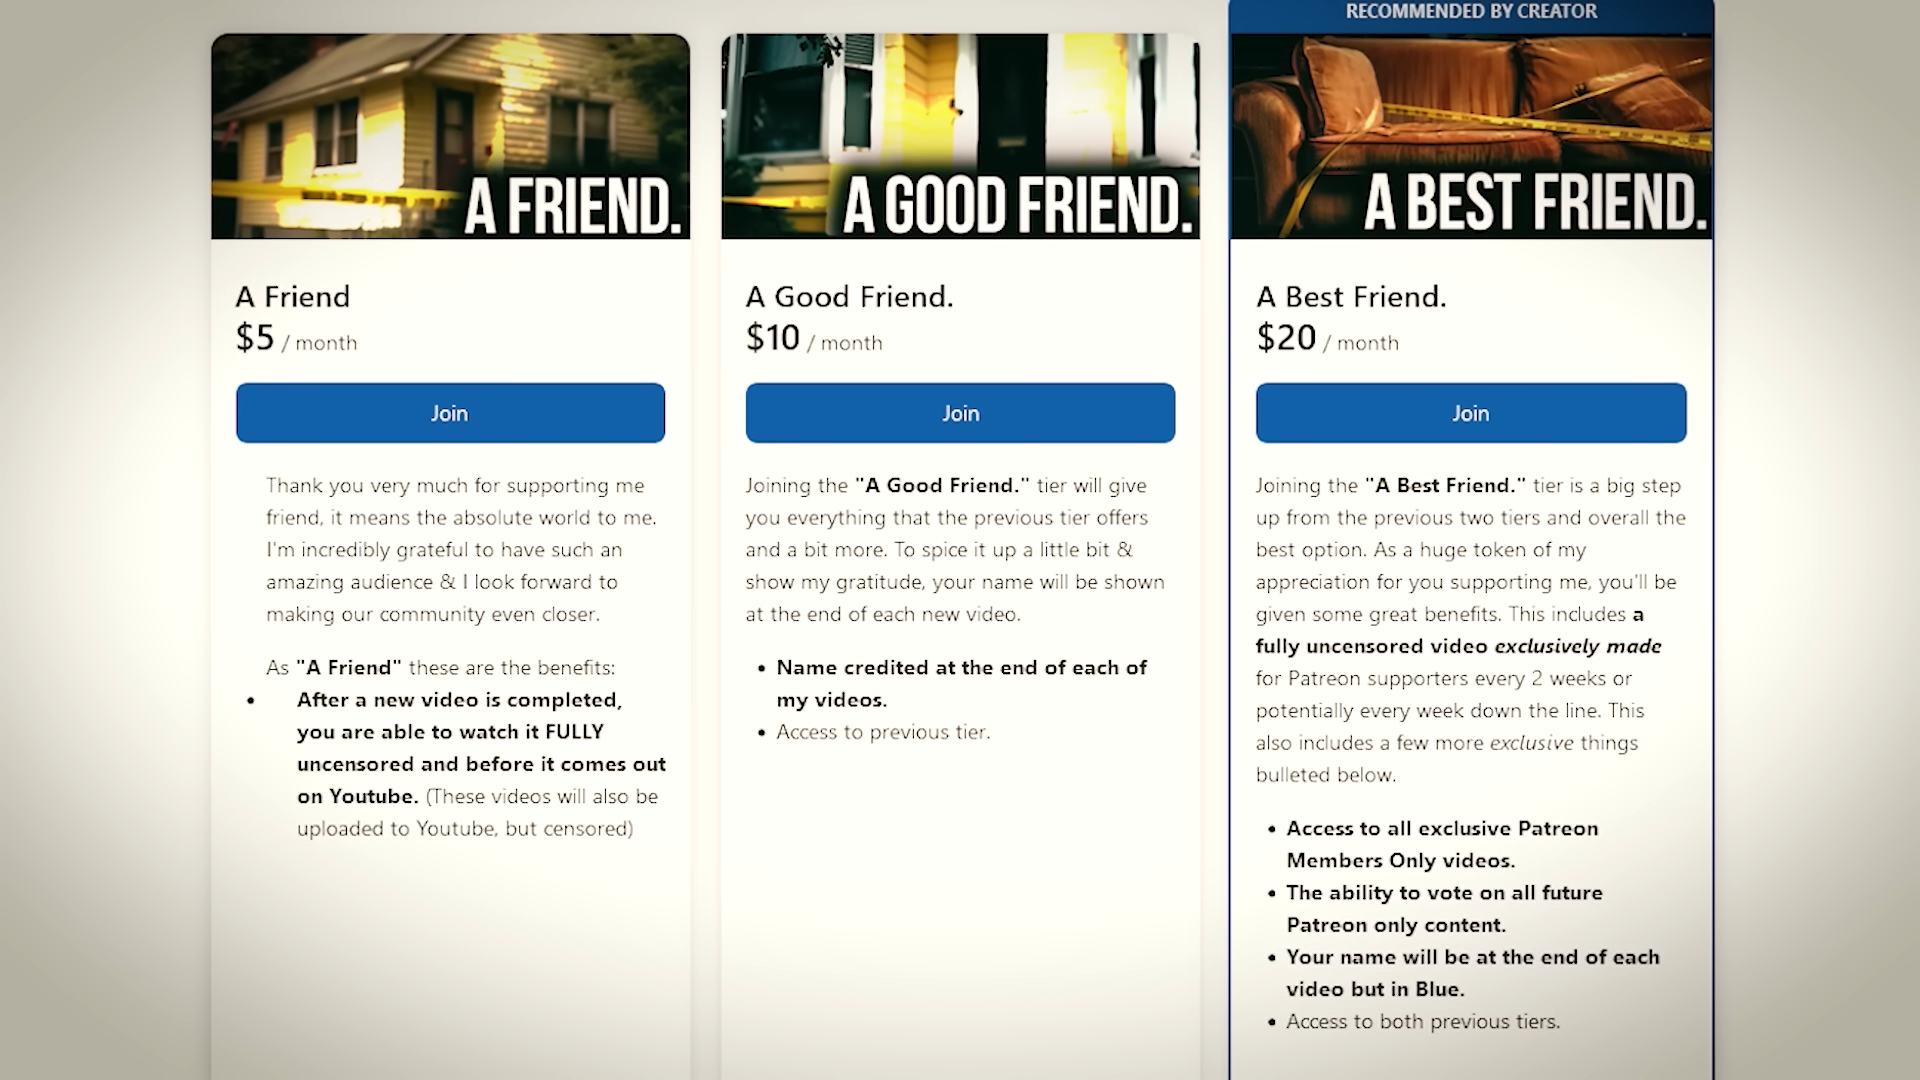 RECOMMENDED BY CREATOR
A FRIEND.
A Friend
$5 / month
Join
Thank you very much for supporting me
friend, it means the absolute world to me.
I'm incredibly grateful to have such an
amazing audience & I look forward to
making our community even closer.
As "A Friend" these are the benefits:
• After a new video is completed,
you are able to watch it FULLY
uncensored and before it comes out
on Youtube. (These videos will also be
uploaded to Youtube, but censored)
A GOOD FRIEND.
A Good Friend.
$10 / month
Join
Joining the "A Good Friend." tier will give
you everything that the previous tier offers
and a bit more. To spice it up a little bit &
show my gratitude, your name will be shown
at the end of each new video.
• Name credited at the end of each of
my videos.
• Access to previous tier.
A BEST FRIEND.
A Best Friend.
$20 / month
Join
Joining the "A Best Friend." tier is a big step
up from the previous two tiers and overall the
best option. As a huge token of my
appreciation for you supporting me, you'll be
given some great benefits. This includes a
fully uncensored video exclusively made
for Patreon supporters every 2 weeks or
potentially every week down the line. This
also includes a few more exclusive things
bulleted below.
• Access to all exclusive Patreon
Members Only videos.
• The ability to vote on all future
Patreon only content.
• Your name will be at the end of each
video but in Blue.
• Access to both previous tiers.